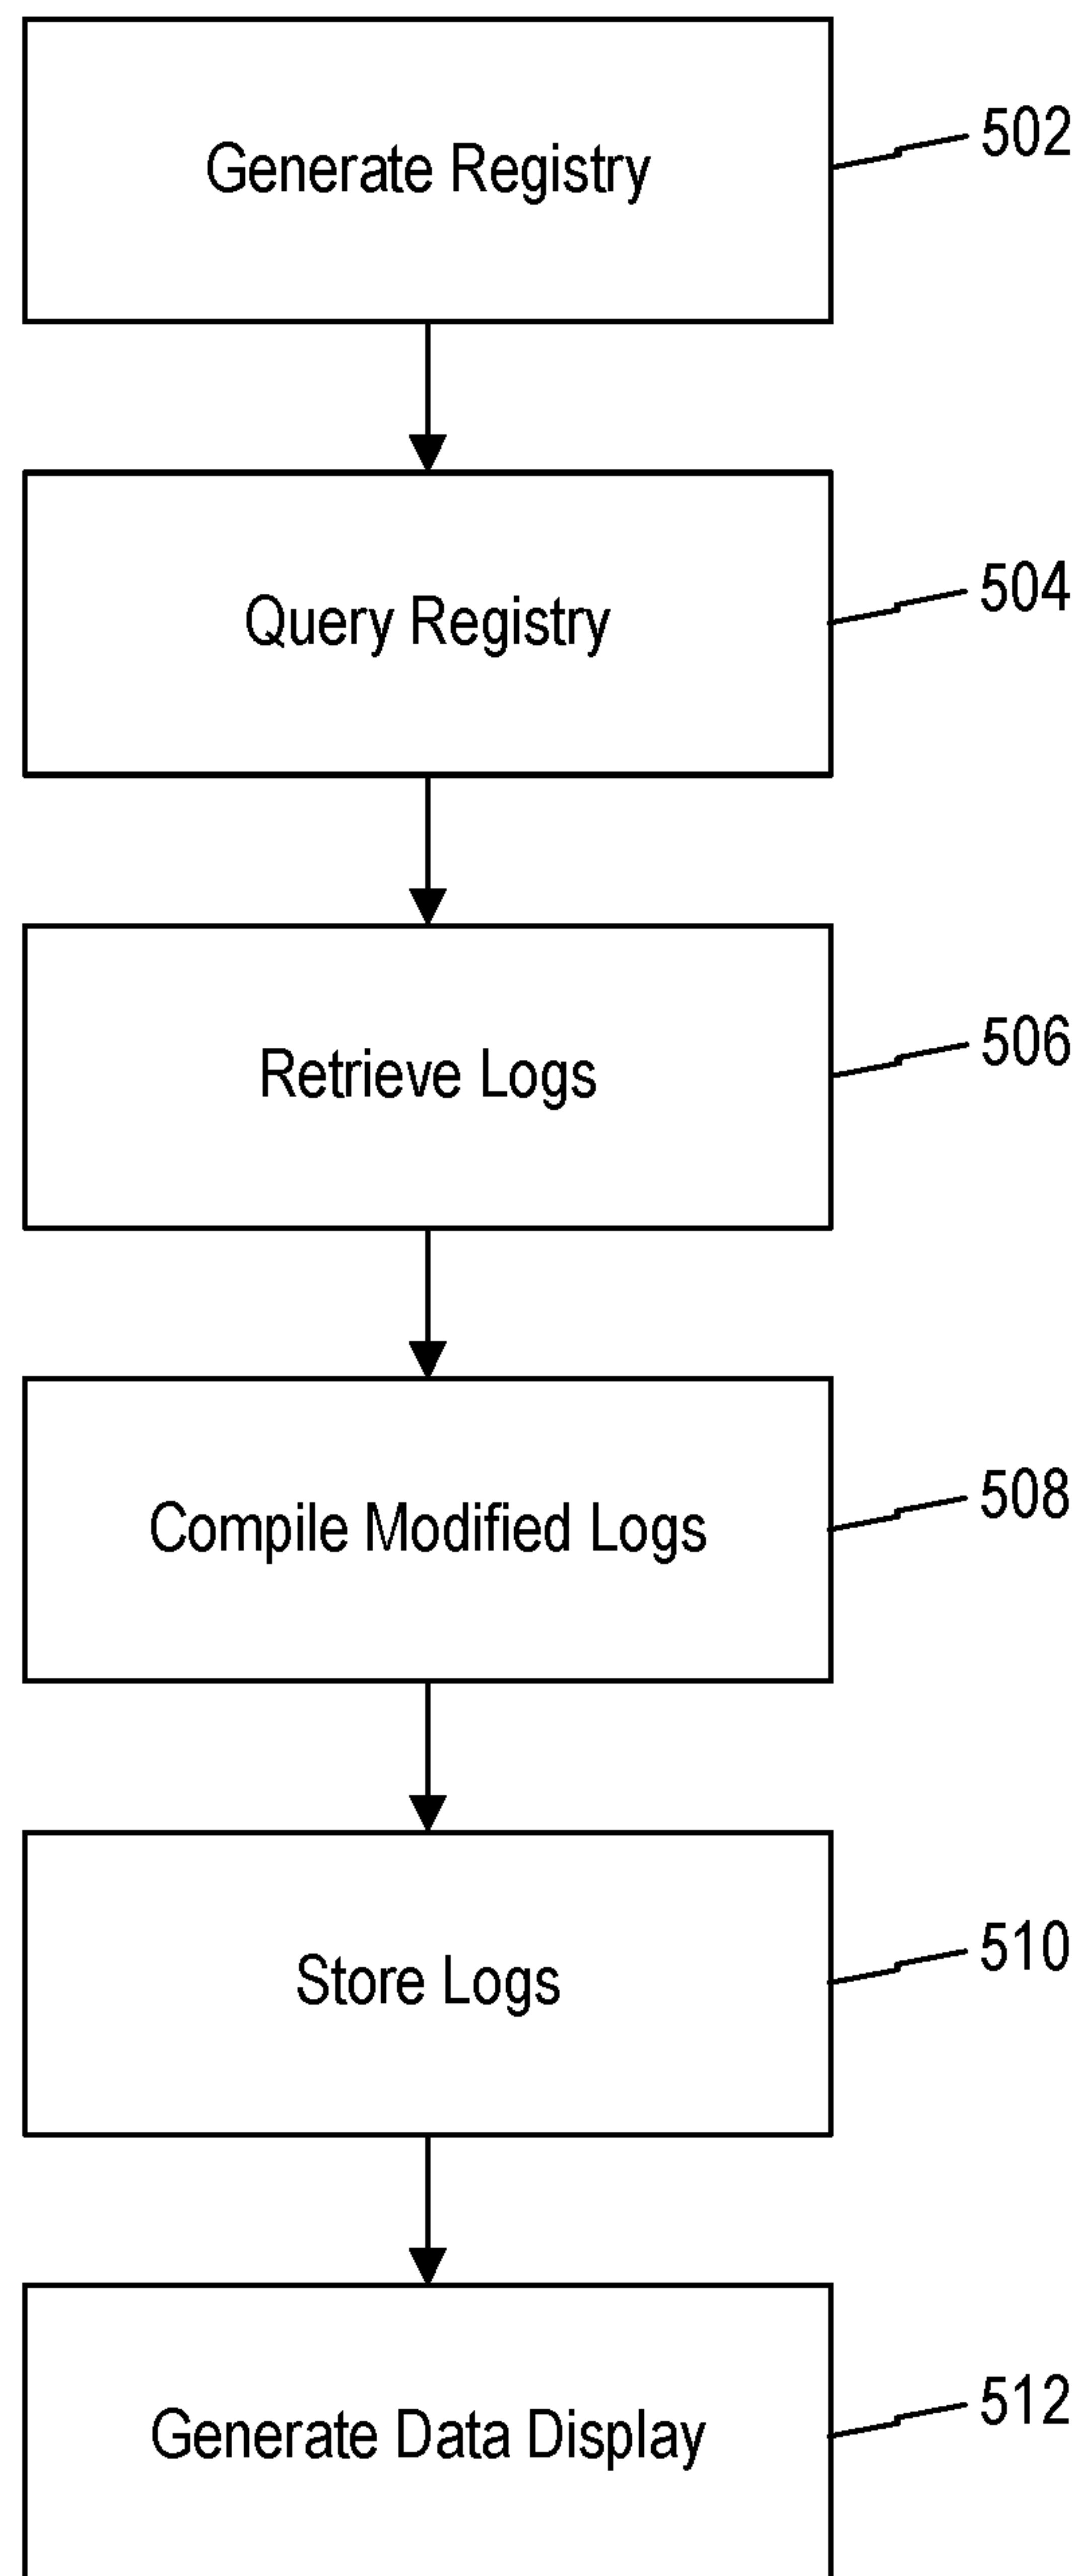 Generate Registry
502
Query Registry
504
Retrieve Logs
506
Compile Modified Logs
508
Store Logs
510
Generate Data Display
512